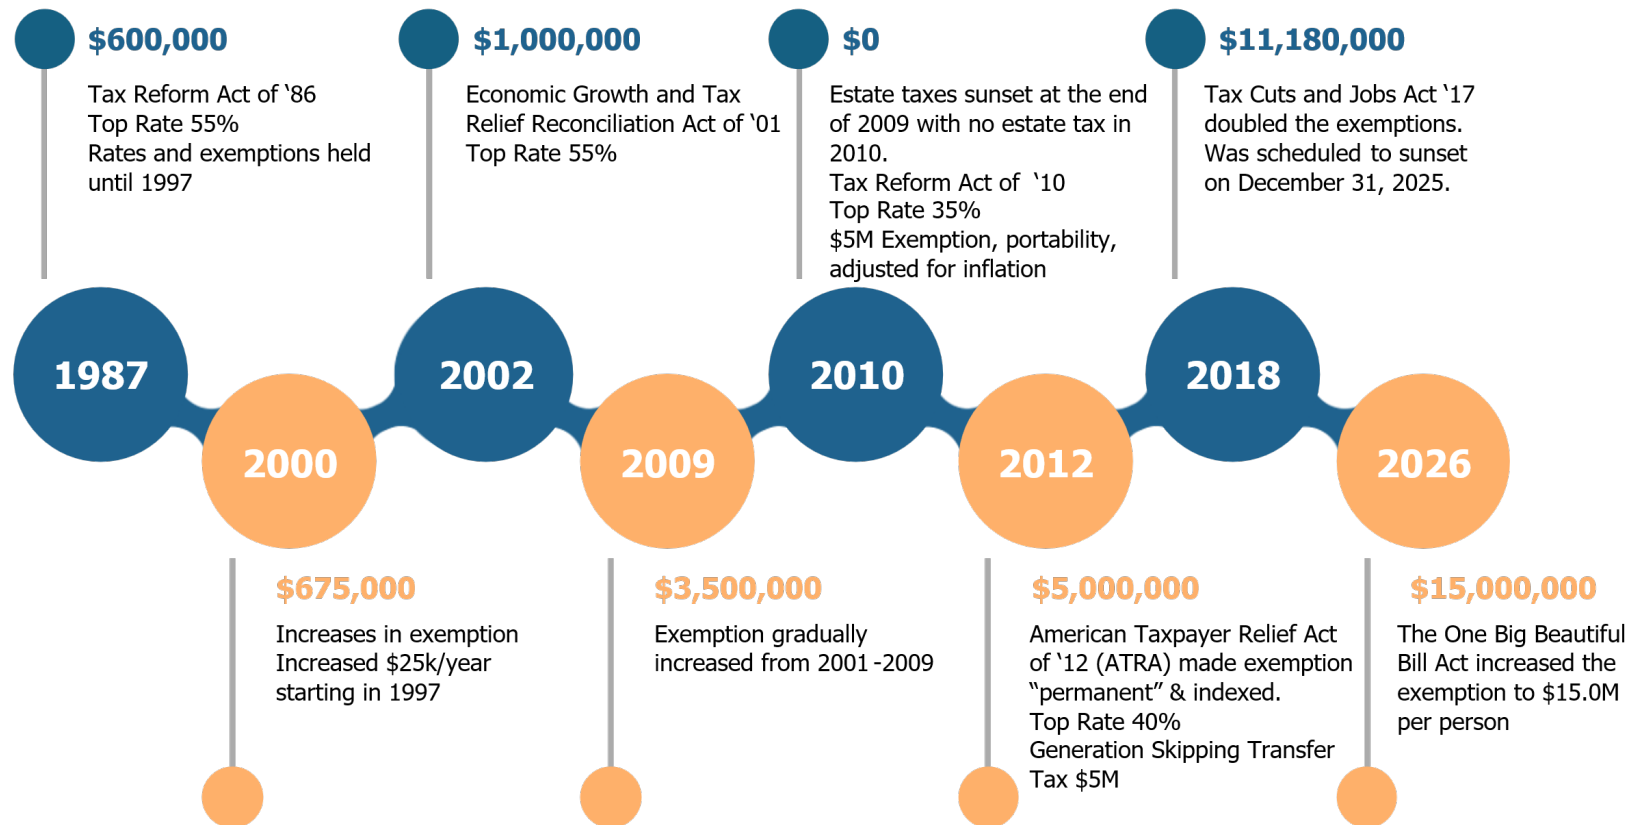 $600,000
Tax Reform Act of ‘86
Top Rate 55%
Rates and exemptions held
until 1997
$1,000,000
Economic Growth and Tax
Relief Reconciliation Act of ‘01
Top Rate 55%
$0
Estate taxes sunset at the end
of 2009 with no estate tax in
2010.
Tax Reform Act of ‘10
Top Rate 35%
$5M Exemption, portability,
adjusted for inflation
$11,180,000
Tax Cuts and Jobs Act ‘17
doubled the exemptions.
Was scheduled to sunset
on December 31, 2025.
1987
2000
2002
2009
2010
2012
2018
2026
$675,000
Increases in exemption
Increased $25k/year
starting in 1997
$3,500,000
Exemption gradually
increased from 2001-2009
$5,000,000
American Taxpayer Relief Act
of ‘12 (ATRA) made exemption
“permanent” & indexed.
Top Rate 40%
Generation Skipping Transfer
Tax $5M
$15,000,000
The One Big Beautiful
Bill Act increased the
exemption to $15.0M
per person